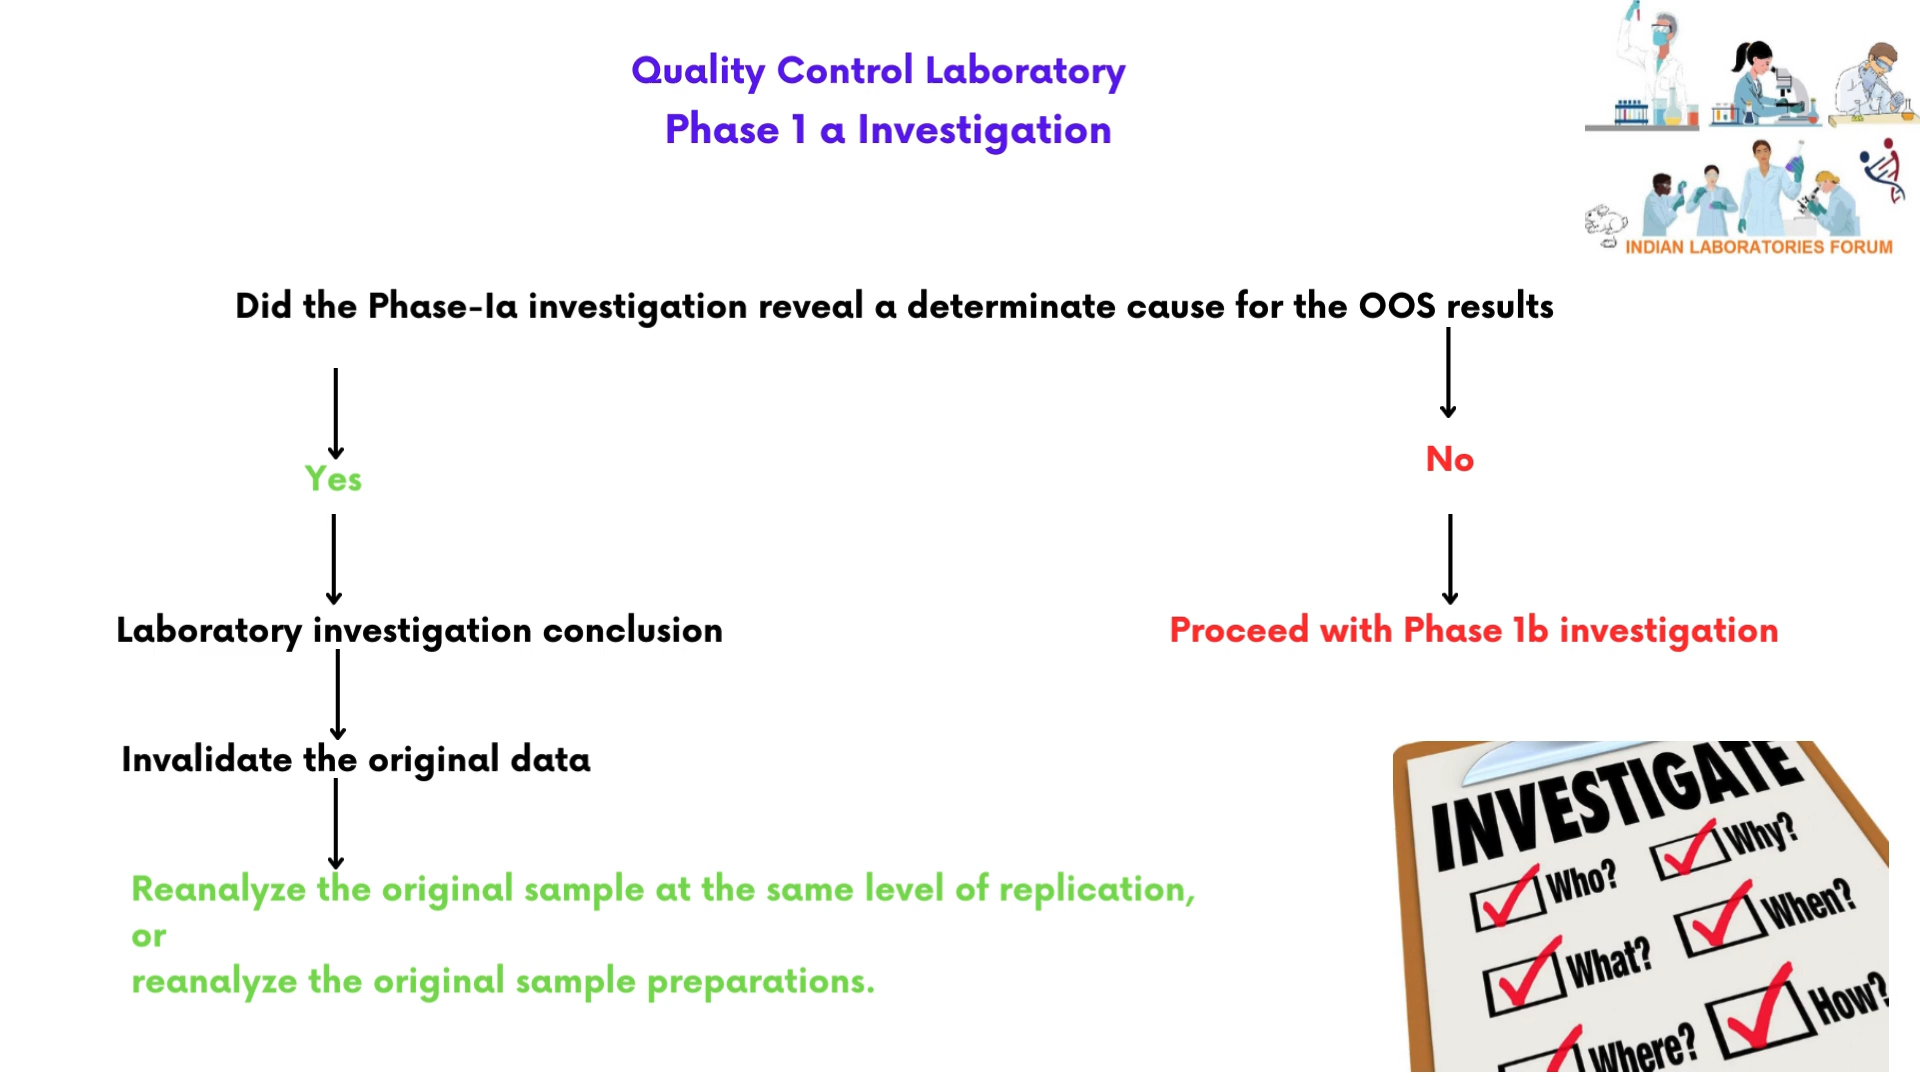 Quality Control Laboratory
Phase 1 a Investigation
INDIAN LABORATORIES FORUM
Did the Phase-Ia investigation reveal a determinate cause for the OOS results
Yes
No
Laboratory investigation conclusion
Proceed with Phase 1b investigation
Invalidate the original data
Reanalyze the original sample at the same level of replication,
or
reanalyze the original sample preparations.
INVESTIGATE
Who?
Why?
What?
When?
Where?
How?